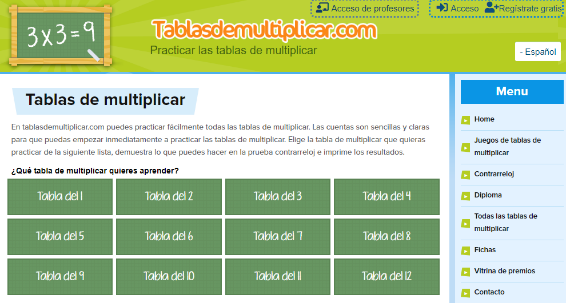 Acceso de profesores
Acceso
Regístrate gratis
3x3=9
Tablasdemultiplicar.com
Practicar las tablas de multiplicar
- Español
Tablas de multiplicar
En tablasdemultiplicar.com puedes practicar fácilmente todas las tablas de multiplicar. Las cuentas son sencillas y claras
para que puedas empezar inmediatamente a practicar las tablas de multiplicar. Elige la tabla de multiplicar que quieras
practicar de la siguiente lista, demuestra lo que puedes hacer en la prueba contrarreloj e imprime los resultados.
¿Qué tabla de multiplicar quieres aprender?
Tabla del 1
Tabla del 2
Tabla del 3
Tabla del 4
Tabla del 5
Tabla del 6
Tabla del 7
Tabla del 8
Tabla del 9
Tabla del 10
Tabla del 11
Tabla del 12
Menu
Home
Juegos de tablas de
multiplicar
Contrarreloj
Diploma
Todas las tablas de
multiplicar
Fichas
Vitrina de premios
Contacto